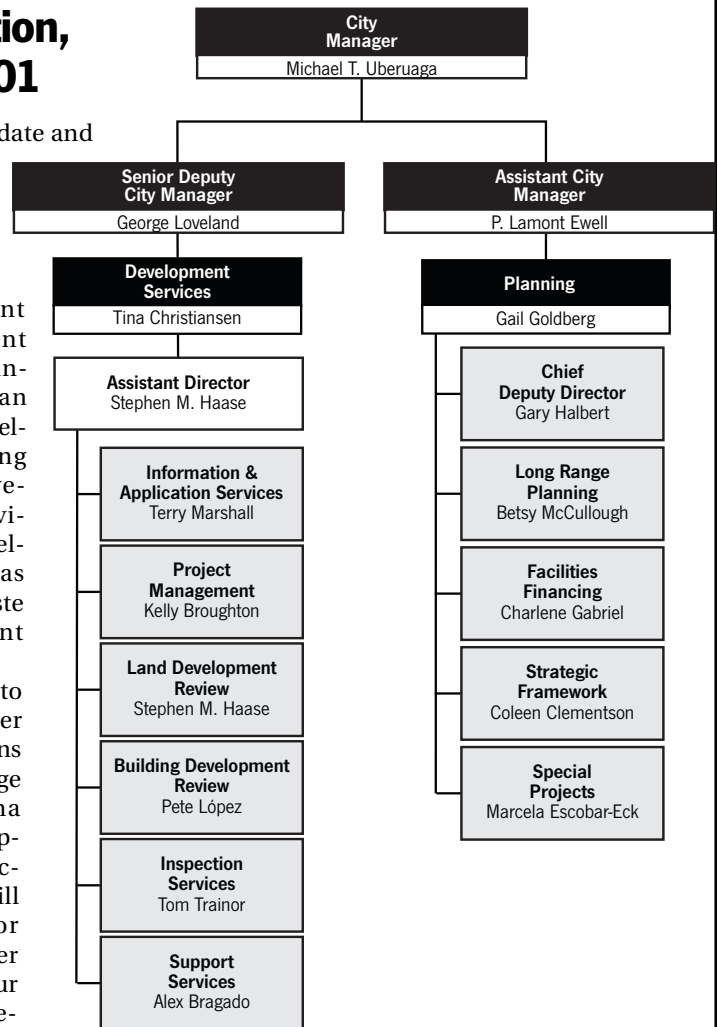 tion,
01
date and
nt
ent
in-
an
el-
ng
ve-
vi-
el-
as
ste
nt
to
er
ns
ge
na
p-
c-
ill
or
er
ur
e-
City
Manager
Michael T. Uberuaga
Senior Deputy
City Manager
George Loveland
Assistant City
Manager
P. Lamont Ewell
Development
Services
Tina Christiansen
Planning
Gail Goldberg
Assistant Director
Stephen M. Haase
Information &
Application Services
Terry Marshall
Project
Management
Kelly Broughton
Land Development
Review
Stephen M. Haase
Building Development
Review
Pete López
Inspection
Services
Tom Trainor
Support
Services
Alex Bragado
Chief
Deputy Director
Gary Halbert
Long Range
Planning
Betsy McCullough
Facilities
Financing
Charlene Gabriel
Strategic
Framework
Coleen Clementson
Special
Projects
Marcela Escobar-Eck